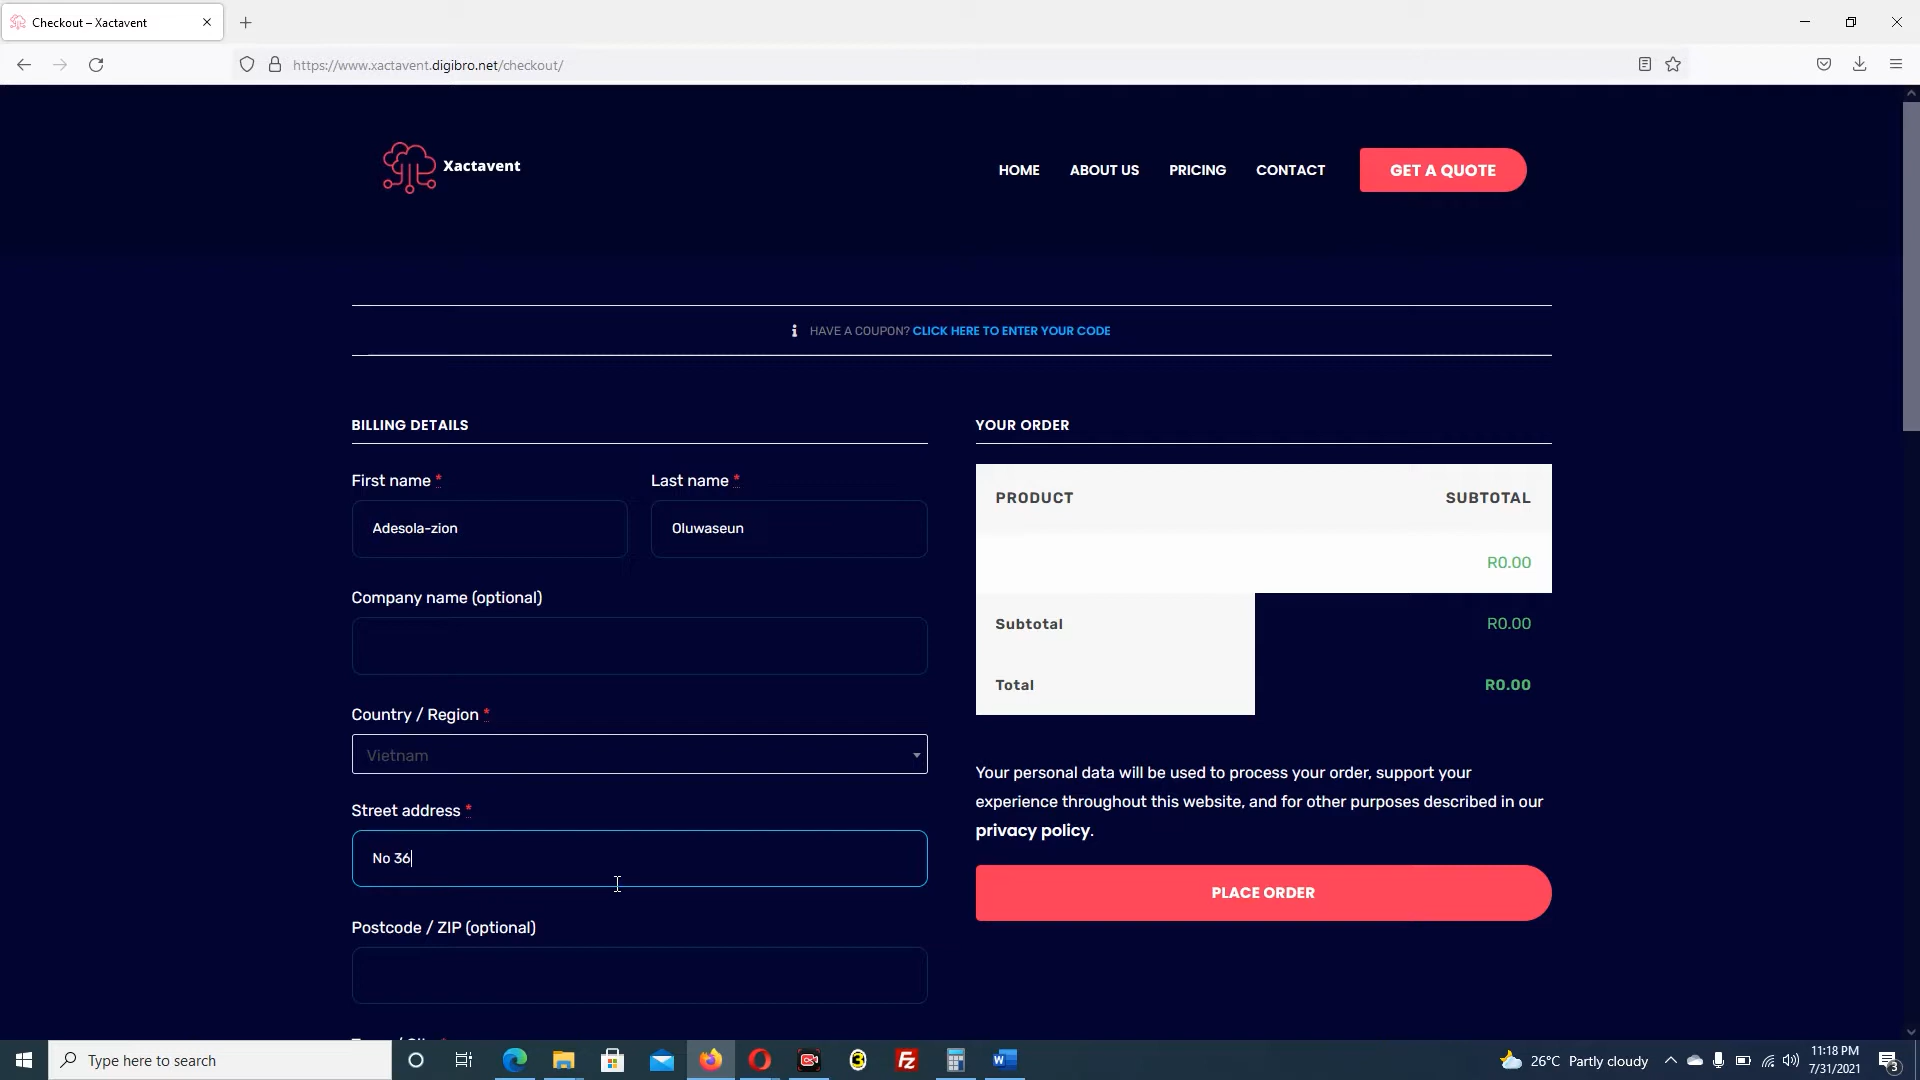 Checkout – Xactavent
https://www.xactavent.digibro.net/checkout/
Xactavent
HOME ABOUT US PRICING CONTACT GET A QUOTE
HAVE A COUPON? CLICK HERE TO ENTER YOUR CODE
BILLING DETAILS
First name *
Last name *
Adesola-zion
Oluwaseun
Company name (optional)
Country / Region *
Vietnam
Street address *
No 36
Postcode / ZIP (optional)
YOUR ORDER
PRODUCT SUBTOTAL
R0.00
Subtotal R0.00
Total R0.00
Your personal data will be used to process your order, support your
experience throughout this website, and for other purposes described in our
privacy policy.
PLACE ORDER
Type here to search
26°C Partly cloudy
11:18 PM
7/31/2021
3